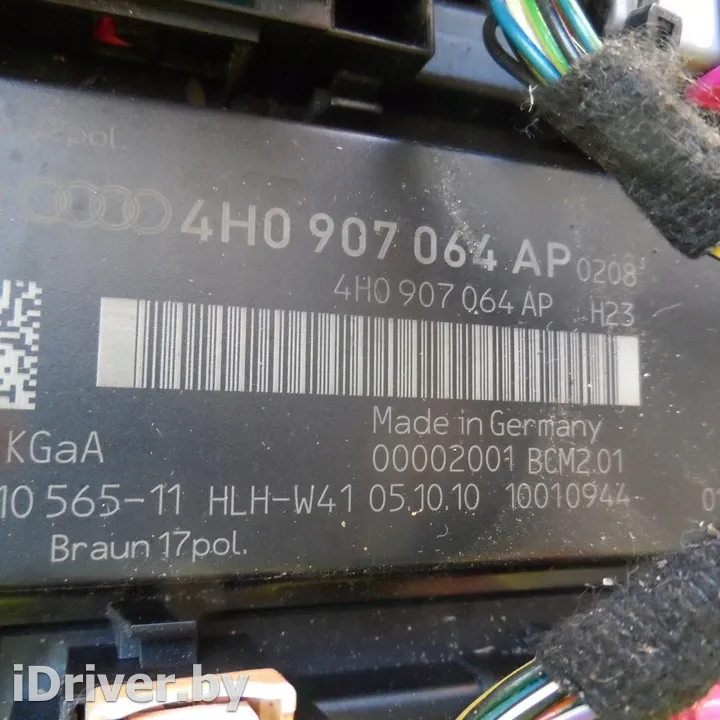 12pol.
4H0 907 064 AP 0208
4H0 907 064 AP H23
KGaA
Made in Germany
00002001 BCM2.01
10 565-11 HLH-W41 05.10.10 10010944
Braun 17pol.
iDriver.by